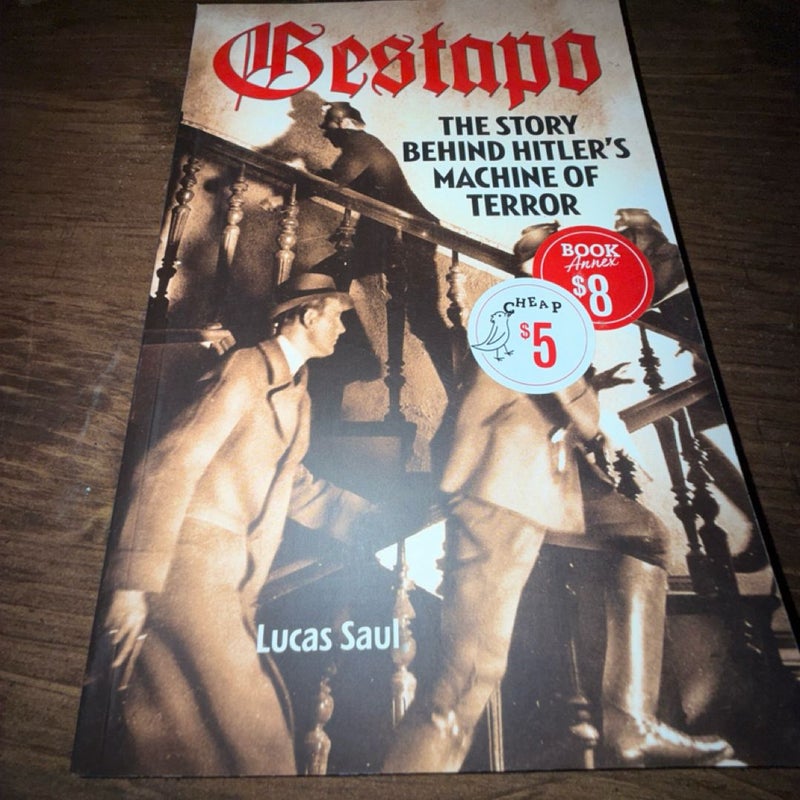 Gestapo
THE STORY
BEHIND HITLER'S
MACHINE OF
TERROR
BOOK
Annex
$8
CHEAP
$5
Lucas Saul